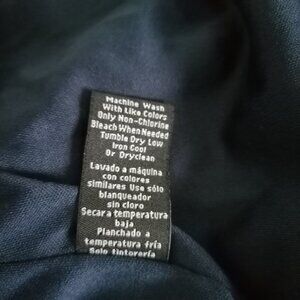 Machine Wash
With Like Colors
Only Non-Chlorine
Bleach When Needed
Tumble Dry Low
Iron Cool
Or Dryclean
Lavado a máquina
con colores
similares Use sólo
blanqueador
sin cloro
Secar a temperatura
baja
Planchado a
temperatura fría
Solo tintorería